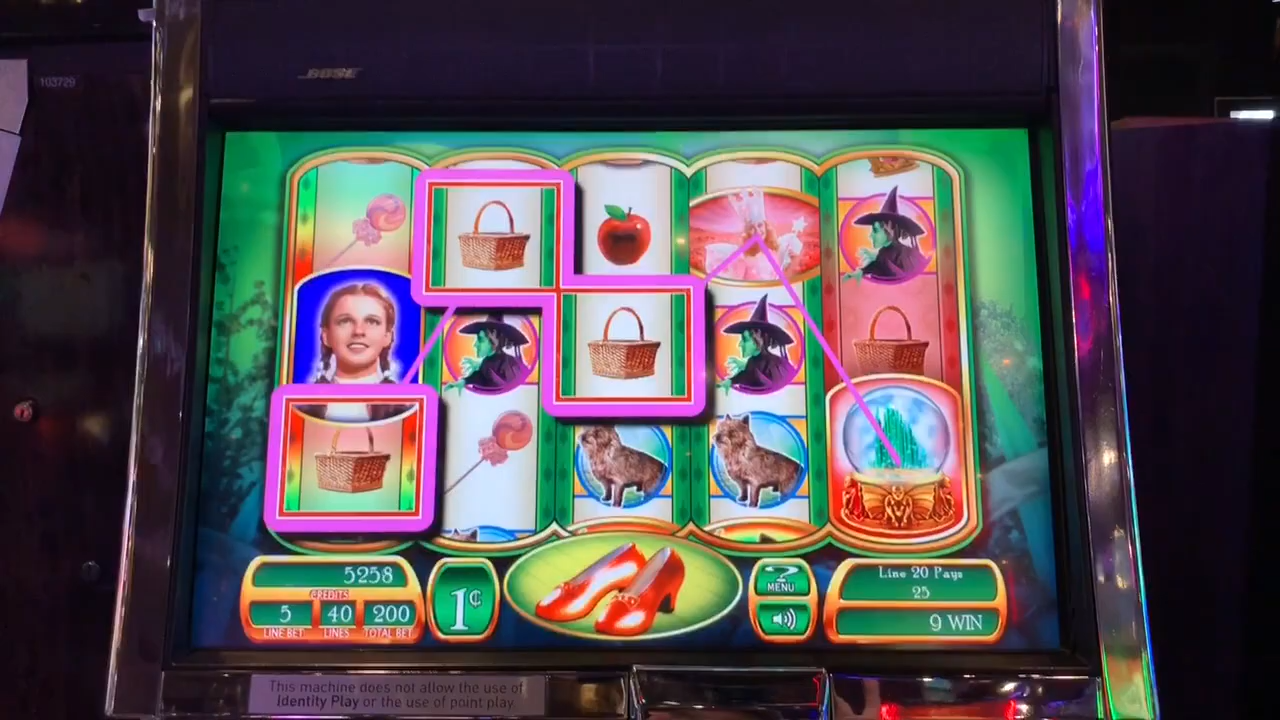 BOSE
103729
5258
CREDITS
5 40 200
LINE BET LINES TOTAL BET
1¢
?
MENU
Line 20 Pays
25
9 WIN
This machine does not allow the use of
Identity Play or the use of point play.